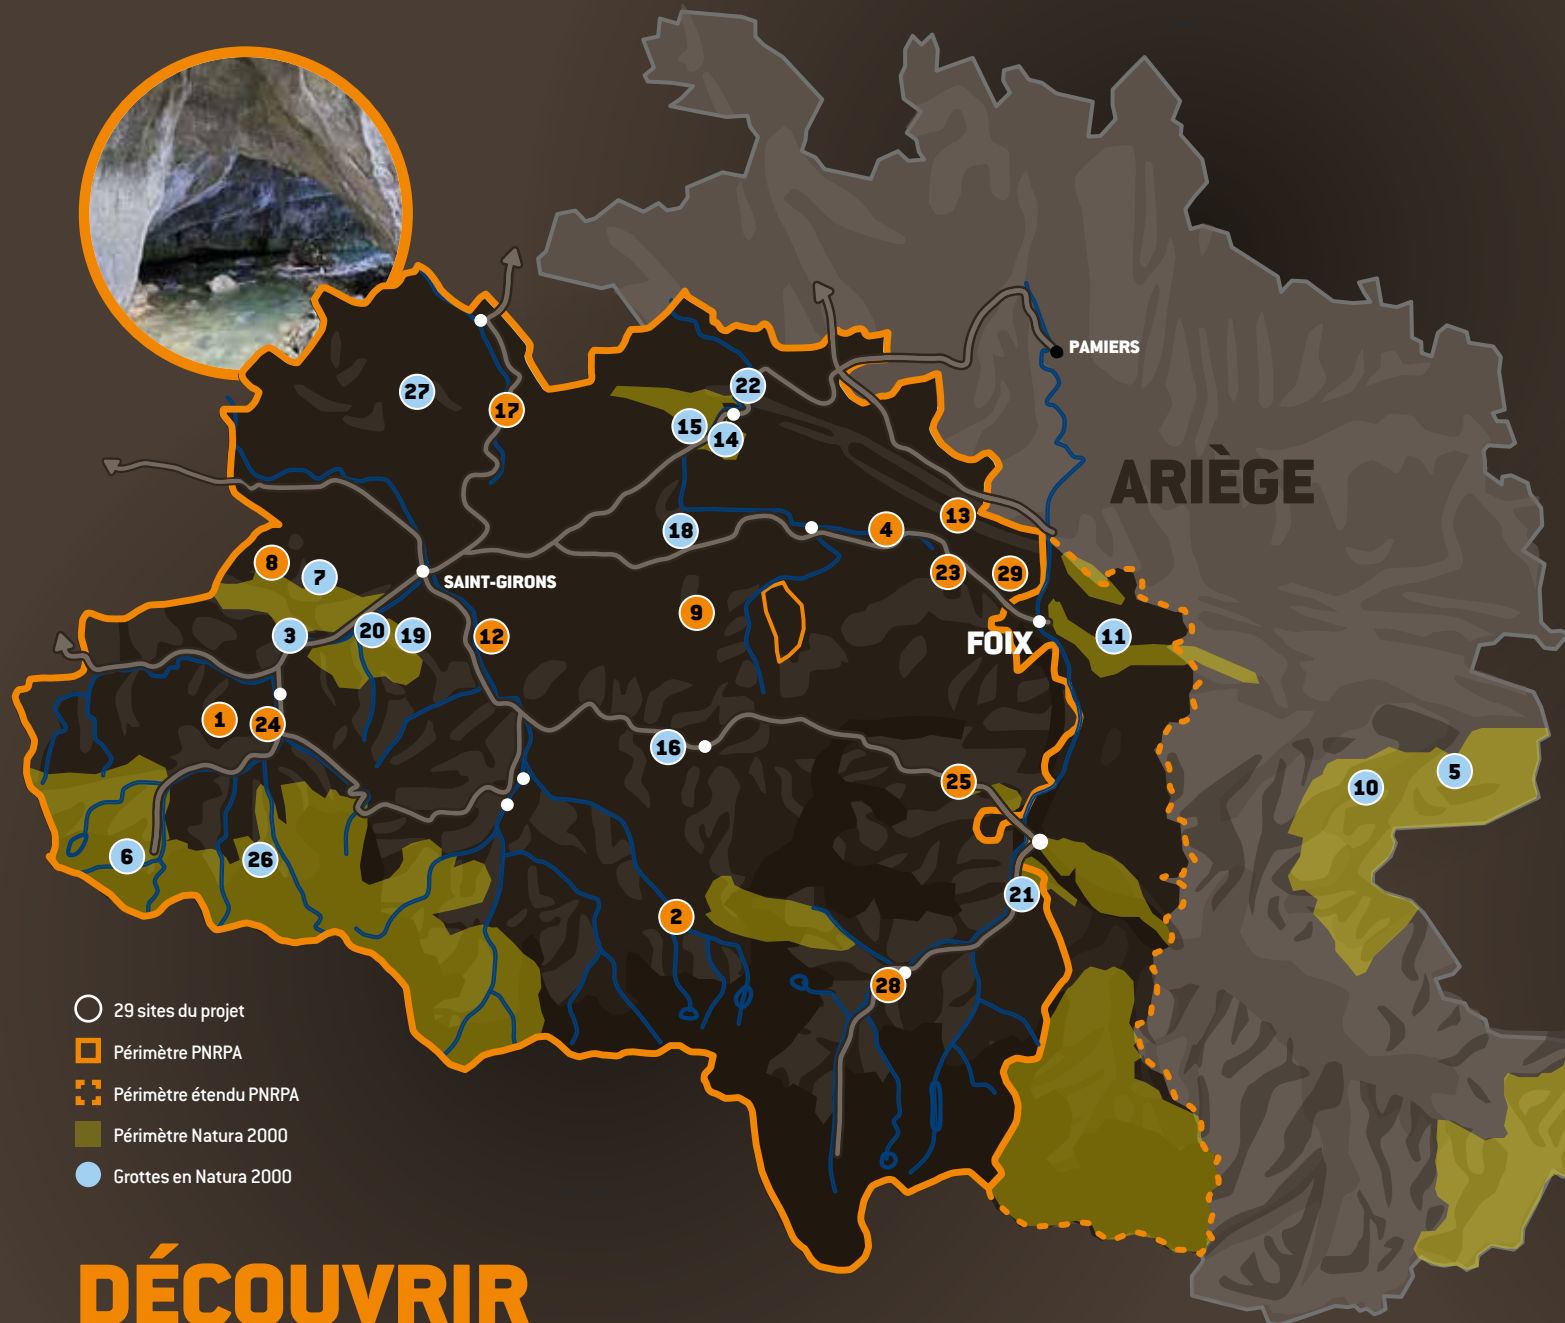 PAMIERS
27
22
17
15
14
ARIÈGE
18
4
13
8
7
SAINT-GIRONS
23
29
9
3
20
19
12
FOIX
11
1
24
16
25
10
5
6
26
21
2
28
29 sites du projet
Périmètre PNRPA
Périmètre étendu PNRPA
Périmètre Natura 2000
Grottes en Natura 2000
DÉCOUVRIR